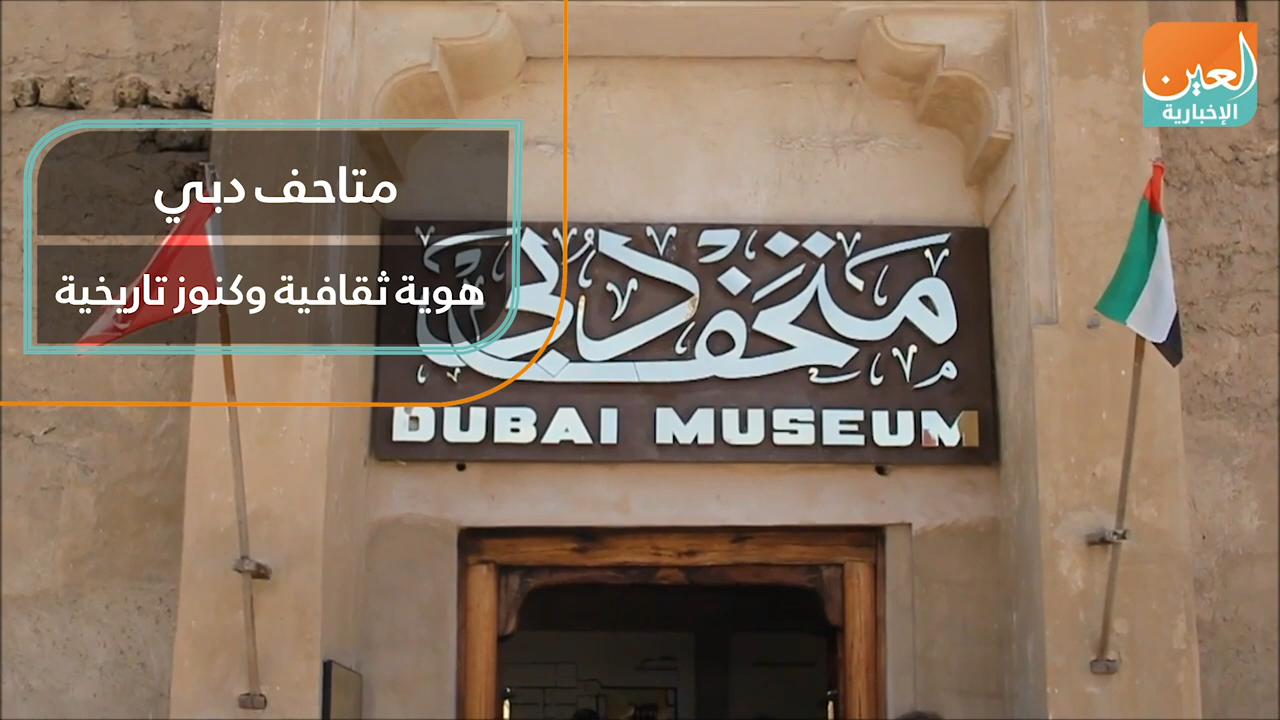 العين
الإخبارية
متاحف دبي
هوية ثقافية وكنوز تاريخية
متحف دبي
DUBAI MUSEUM